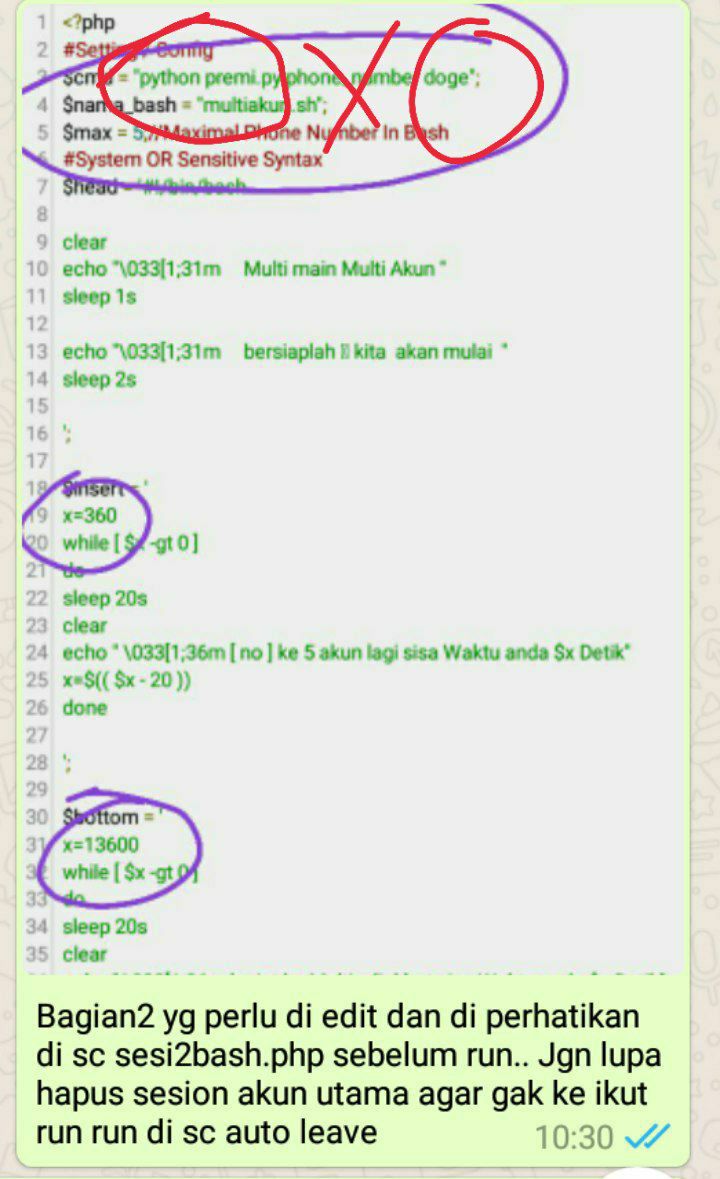 1 <?php
2 #Setting / Config
3 $cmd = "python premi.py phone_number doge";
4 $nama_bash = "multiakun.sh";
5 $max = 5;//Maximal Phone Number In Bash
6 #System OR Sensitive Syntax
7 $head = '#!/bin/bash
8
9 clear
10 echo "\033[1;31m Multi main Multi Akun "
11 sleep 1s
12
13 echo "\033[1;31m bersiaplah kita akan mulai "
14 sleep 2s
15
16 ';
17
18 $insert = '
19 x=360
20 while [ $x -gt 0 ]
21 do
22 sleep 20s
23 clear
24 echo " \033[1;36m [ no ] ke 5 akun lagi sisa Waktu anda $x Detik"
25 x=$(( $x - 20 ))
26 done
27
28 ';
29
30 $bottom = '
31 x=13600
32 while [ $x -gt 0 ]
33 do
34 sleep 20s
35 clear
Bagian2 yg perlu di edit dan di perhatikan
di sc sesi2bash.php sebelum run.. Jgn lupa
hapus sesion akun utama agar gak ke ikut
run run di sc auto leave
10:30